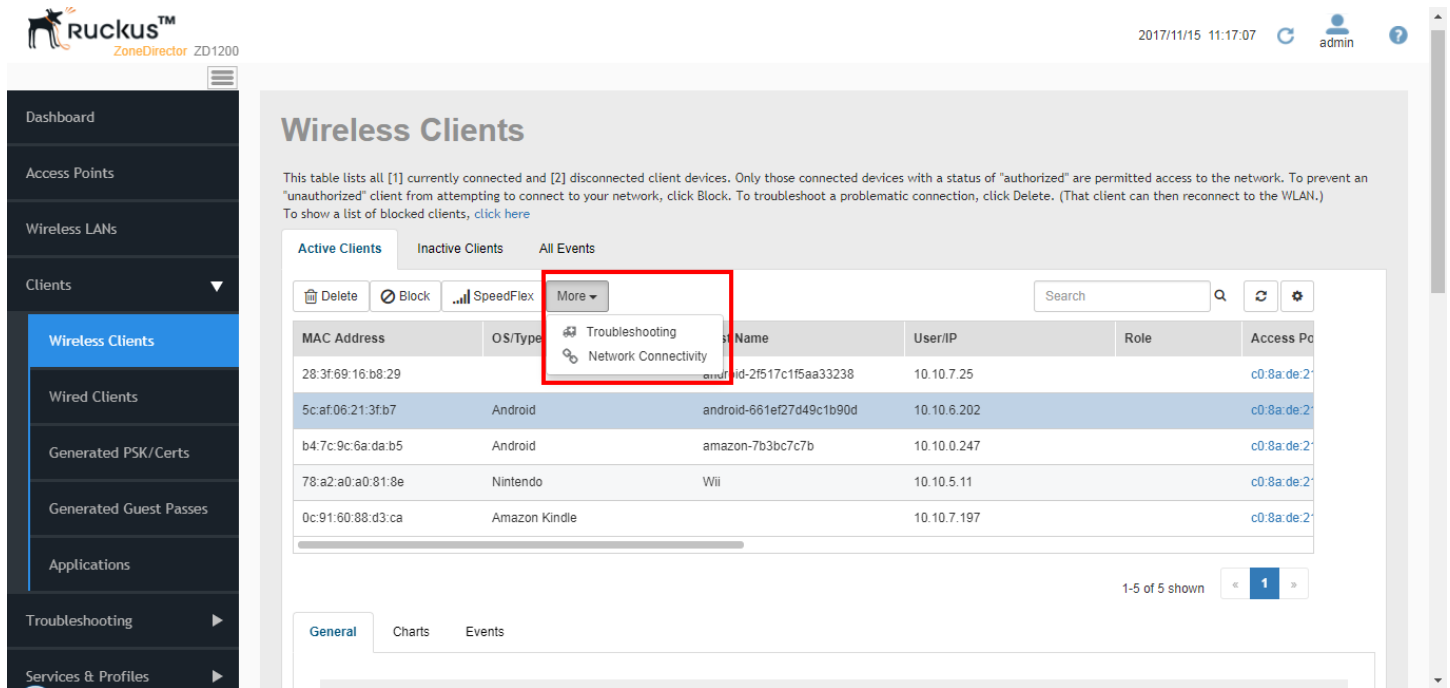 Ruckus™
ZoneDirector ZD1200
2017/11/15 11:17:07
admin
?
Dashboard
Access Points
Wireless LANs
Clients
Wireless Clients
Wired Clients
Generated PSK/Certs
Generated Guest Passes
Applications
Troubleshooting
Services & Profiles
Wireless Clients
This table lists all [1] currently connected and [2] disconnected client devices. Only those connected devices with a status of "authorized" are permitted access to the network. To prevent an
"unauthorized" client from attempting to connect to your network, click Block. To troubleshoot a problematic connection, click Delete. (That client can then reconnect to the WLAN.)
To show a list of blocked clients, click here
Active Clients Inactive Clients All Events
Delete Block SpeedFlex More Search
Troubleshooting
Network Connectivity
MAC Address OS/Type st Name User/IP Role Access Po
28:3f:69:16:b8:29 android-2f517c1f5aa33238 10.10.7.25 c0:8a:de:2
5c:af:06:21:3f:b7 Android android-661ef27d49c1b90d 10.10.6.202 c0:8a:de:2
b4:7c:9c:6a:da:b5 Android amazon-7b3bc7c7b 10.10.0.247 c0:8a:de:2
78:a2:a0:a0:81:8e Nintendo Wii 10.10.5.11 c0:8a:de:2
0c:91:60:88:d3:ca Amazon Kindle 10.10.7.197 c0:8a:de:2
1-5 of 5 shown « 1 »
General Charts Events